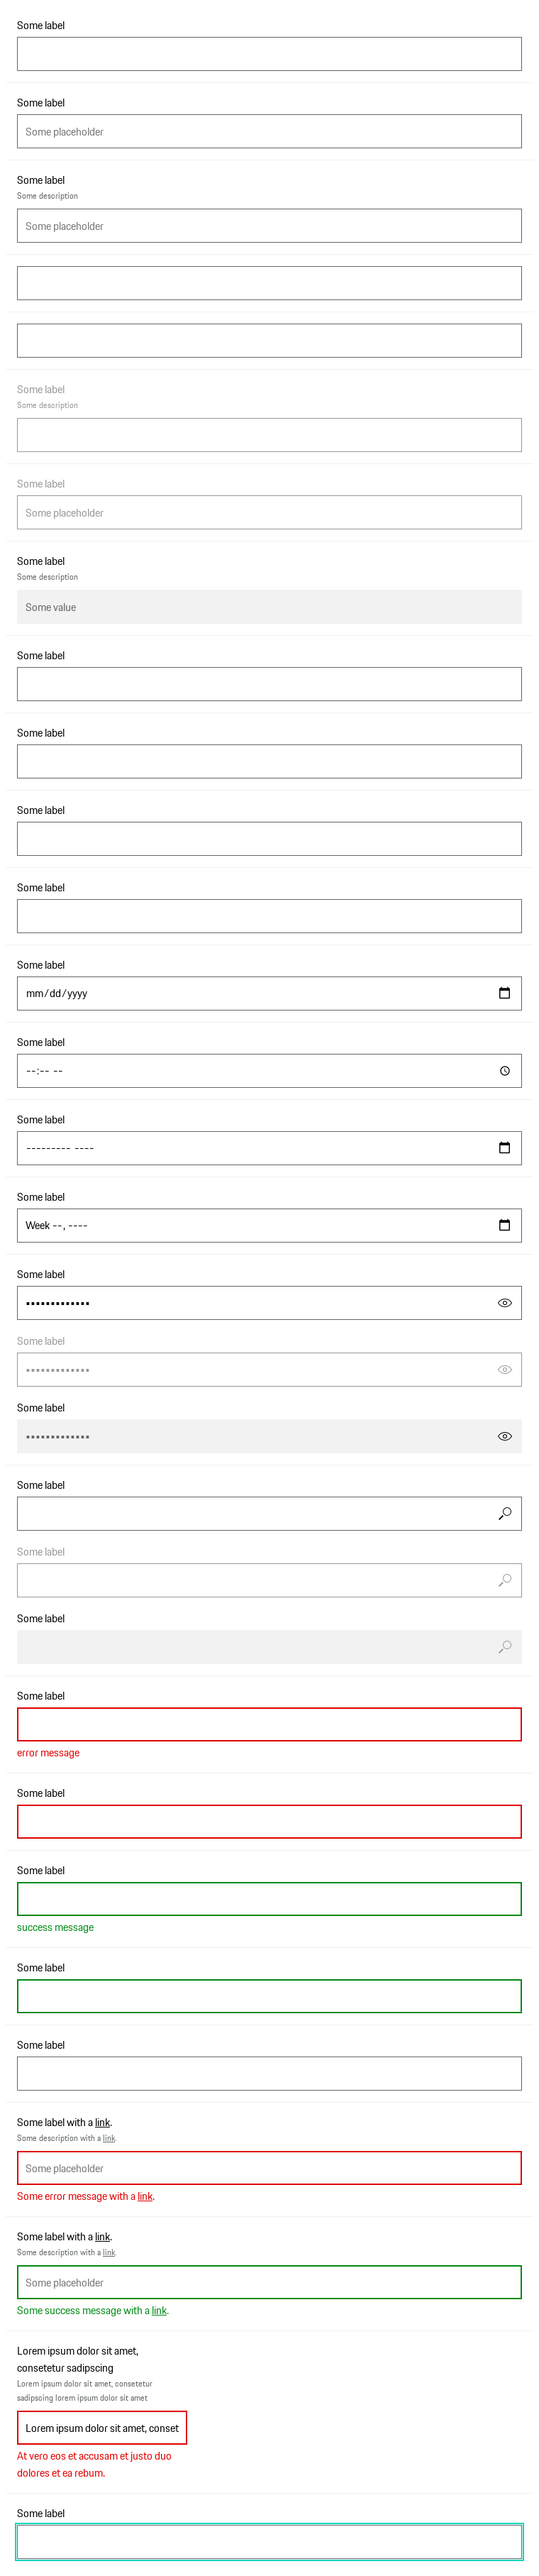 Some label
Some label
Some placeholder
Some label
Some description
Some placeholder
Some label
Some description
Some label
Some placeholder
Some label
Some description
Some value
Some label
Some label
Some label
Some label
Some label
mm/dd/yyyy
Some label
--:-- --
Some label
--------- ----
Some label
Week --, ----
Some label
•••••••••••••
Some label
•••••••••••••
Some label
•••••••••••••
Some label
Some label
Some label
Some label
error message
Some label
Some label
success message
Some label
Some label
Some label with a link.
Some description with a link.
Some placeholder
Some error message with a link.
Some label with a link.
Some description with a link.
Some placeholder
Some success message with a link.
Lorem ipsum dolor sit amet,
consetetur sadipscing
Lorem ipsum dolor sit amet, consetetur
sadipscing lorem ipsum dolor sit amet
Lorem ipsum dolor sit amet, conset
At vero eos et accusam et justo duo
dolores et ea rebum.
Some label